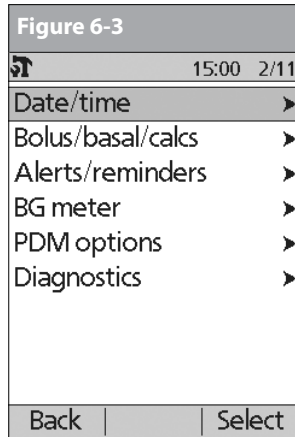 Figure 6-3
15:00 2/11
Date/time
Bolus/basal/calcs
Alerts/reminders
BG meter
PDM options
Diagnostics
Back Select